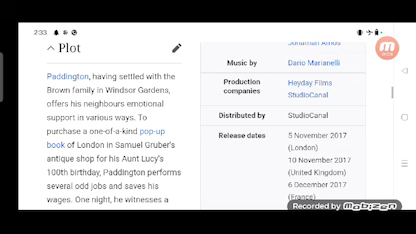 2:33
Plot
Paddington, having settled with the
Brown family in Windsor Gardens,
offers his neighbours emotional
support in various ways. To
purchase a one-of-a-kind pop-up
book of London in Samuel Gruber's
antique shop for his Aunt Lucy's
100th birthday, Paddington performs
several odd jobs and saves his
wages. One night, he witnesses a
Jonathan Amos
Music by Dario Marianelli
Production Heyday Films
companies StudioCanal
Distributed by StudioCanal
Release dates 5 November 2017
(London)
10 November 2017
(United Kingdom)
6 December 2017
(France)
Recorded by Mobizen